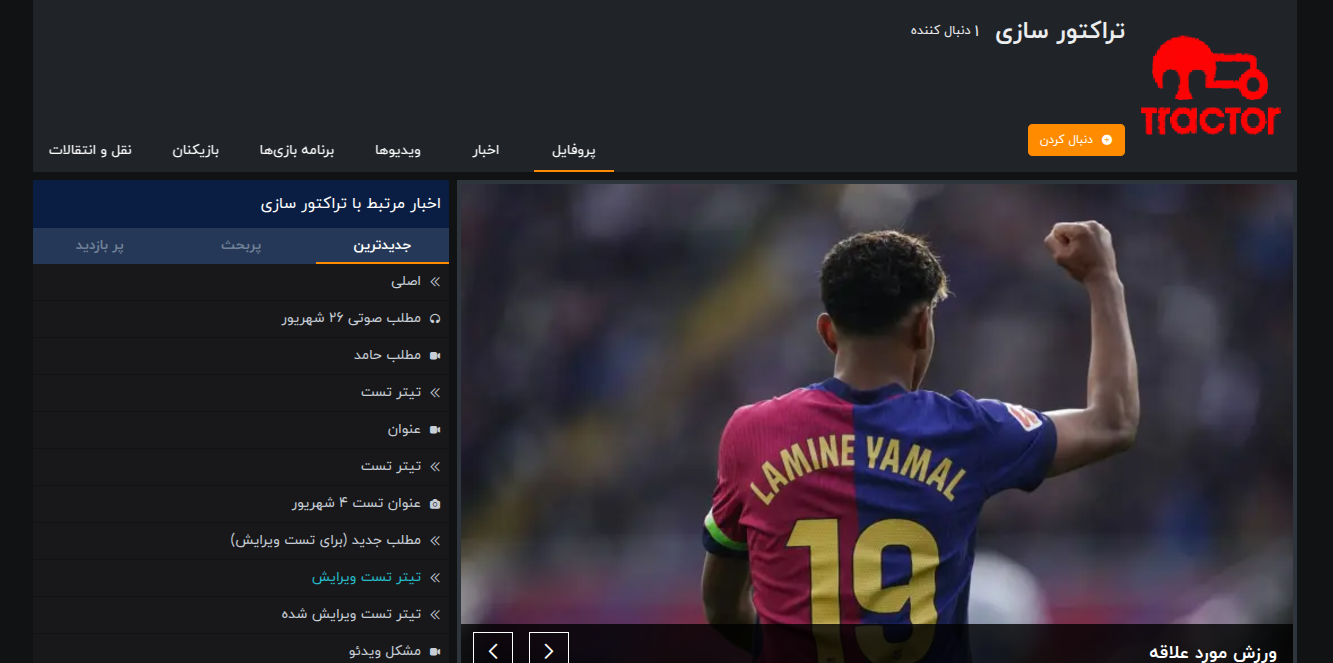 تراکتور سازی
۱ دنبال کننده
TRACTOR
دنبال کردن
پروفایل
اخبار
ویدیوها
برنامه بازی‌ها
بازیکنان
نقل و انتقالات
LAMINE YAMAL
19
ورزش مورد علاقه
اخبار مرتبط با تراکتور سازی
جدیدترین
پربحث
پر بازدید
اصلی
مطلب صوتی ۲۶ شهریور
مطلب حامد
تیتر تست
عنوان
تیتر تست
عنوان تست ۴ شهریور
مطلب جدید (برای تست ویرایش)
تیتر تست ویرایش
تیتر تست ویرایش شده
مشکل ویدئو